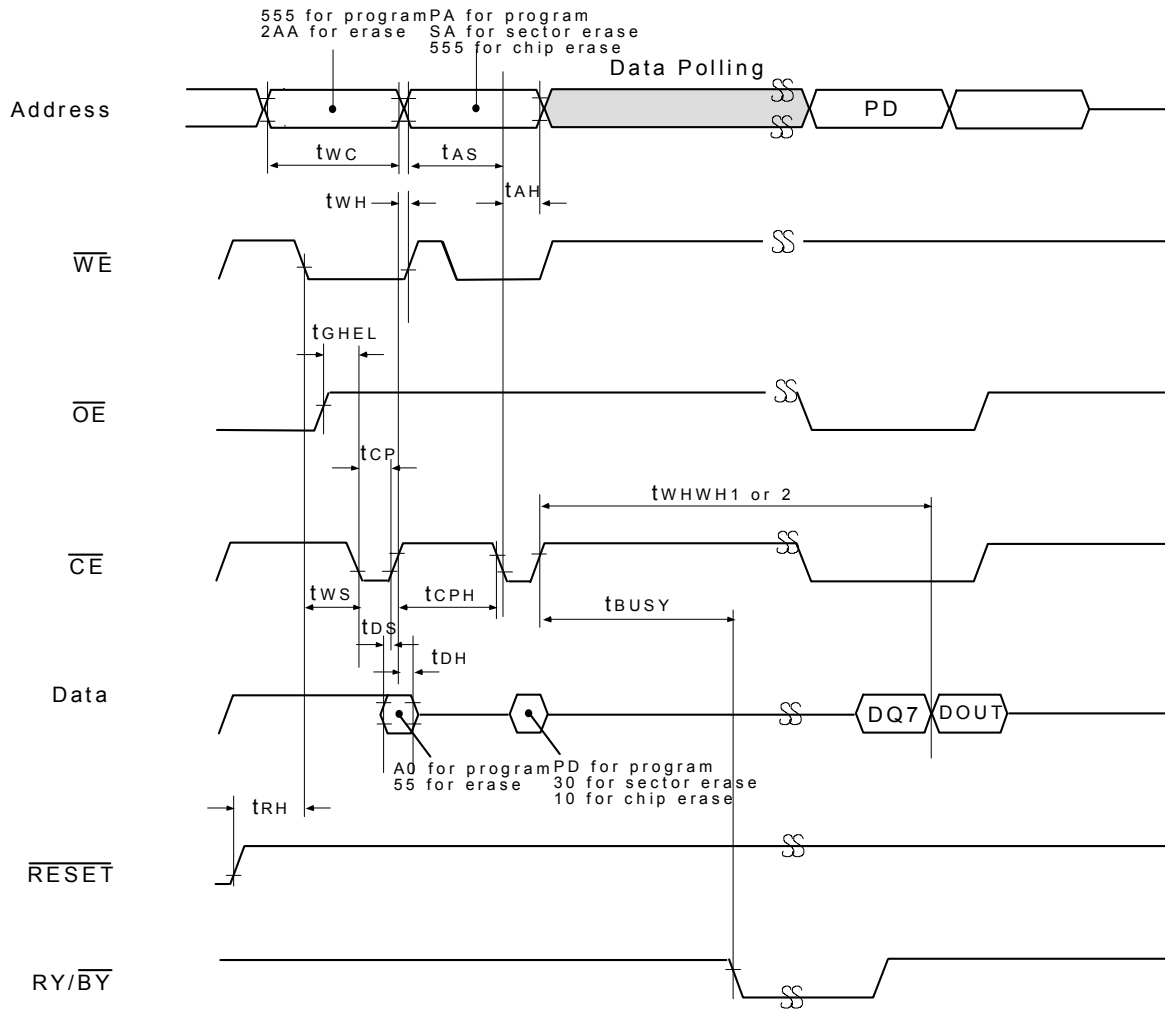 555 for program
2AA for erase
PA for program
SA for sector erase
555 for chip erase
Data Polling
Address
PD
tWC
tAS
tAH
tWH
WE
tGHEL
OE
tCP
tWHWH1 or 2
CE
tWS
tCPH
tBUSY
tDS
tDH
Data
DQ7
DOUT
A0 for program
55 for erase
PD for program
30 for sector erase
10 for chip erase
tRH
RESET
RY/BY